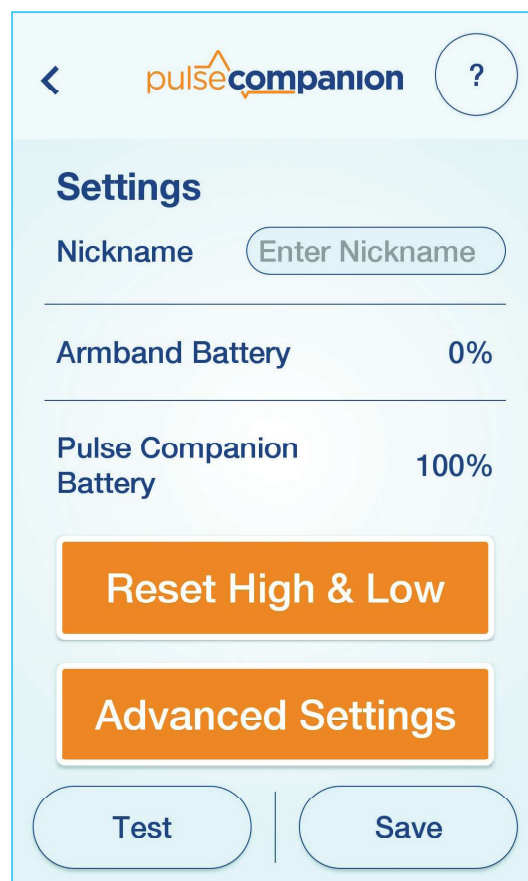 pulsecompanion
?
Settings
Nickname Enter Nickname
Armband Battery 0%
Pulse Companion
Battery
100%
Reset High & Low
Advanced Settings
Test Save